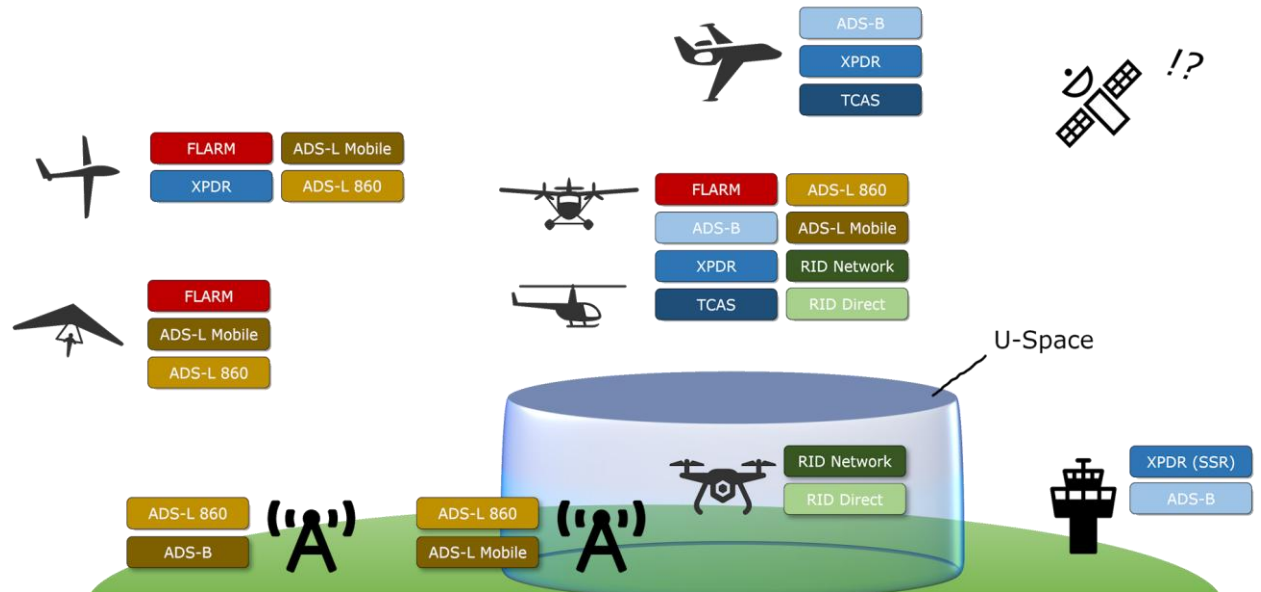 ADS-B
XPDR
TCAS
!?
FLARM ADS-L Mobile
XPDR ADS-L 860
FLARM ADS-L 860
ADS-B ADS-L Mobile
XPDR RID Network
TCAS RID Direct
FLARM
ADS-L Mobile
ADS-L 860
U-Space
RID Network
RID Direct
XPDR (SSR)
ADS-B
ADS-L 860
ADS-B
ADS-L 860
ADS-L Mobile